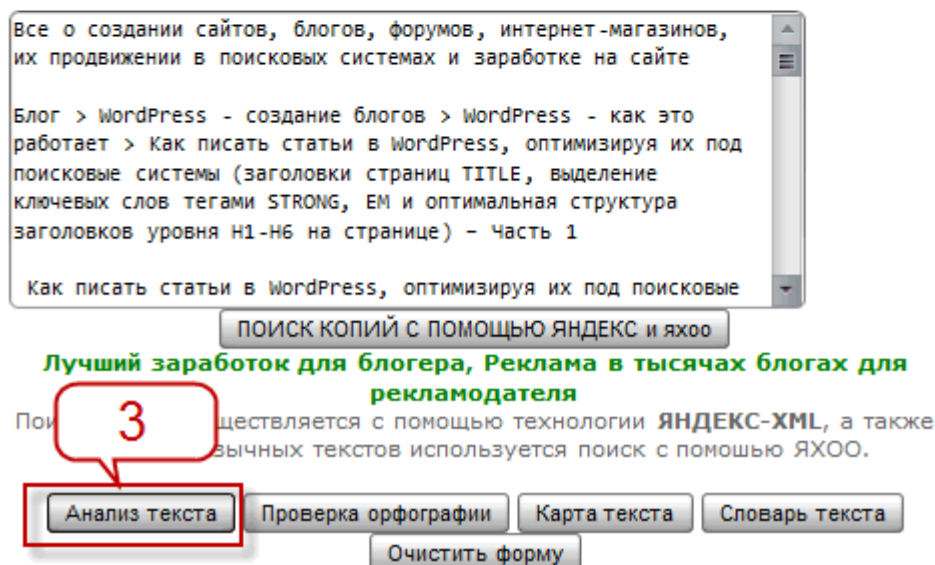 Все о создании сайтов, блогов, форумов, интернет-магазинов,
их продвижении в поисковых системах и заработке на сайте
Блог > WordPress - создание блогов > WordPress - как это
работает > Как писать статьи в WordPress, оптимизируя их под
поисковые системы (заголовки страниц TITLE, выделение
ключевых слов тегами STRONG, EM и оптимальная структура
заголовков уровня H1-H6 на странице) – Часть 1
Как писать статьи в WordPress, оптимизируя их под поисковые
ПОИСК КОПИЙ С ПОМОЩЬЮ ЯНДЕКС и яхоо
Лучший заработок для блогера, Реклама в тысячах блогах для
рекламодателя
3
с помощью технологии ЯНДЕКС-XML, а также
текстов используется поиск с помошью ЯХОО.
Анализ текста Проверка орфографии Карта текста Словарь текста
Очистить форму